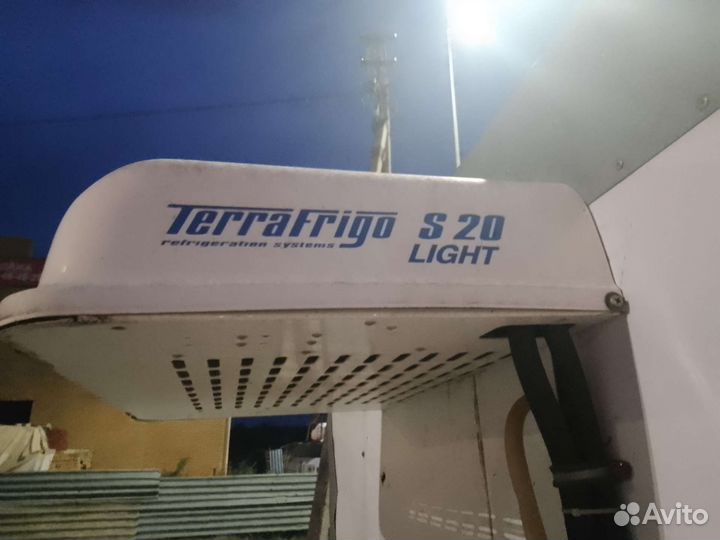 TerraFrigo S 20
refrigeration systems LIGHT
Avito